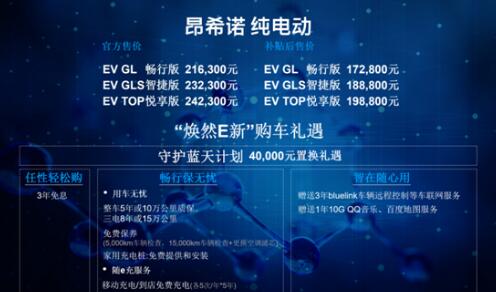 昂希诺 纯电动
官方售价
EV GL 畅行版 216,300元
EV GLS智捷版 232,300元
EV TOP悦享版 242,300元
补贴后售价
EV GL 畅行版 172,800元
EV GLS智捷版 188,800元
EV TOP悦享版 198,800元
“焕然E新”购车礼遇
守护蓝天计划 40,000元置换礼遇
任性轻松购
3年免息
畅行保无忧
• 用车无忧
整车5年或10万公里质保
三电8年或15万公里
免费保养
(5,000km车辆检查，15,000km车辆检查+更换空调滤芯)
家用充电桩:免费提供和安装
• 随e充服务
移动充电/到店免费充电(各5次/年*5年)
智在随心用
赠送3年bluelink车辆远程控制等车联网服务
赠送1年10G QQ音乐、百度地图服务